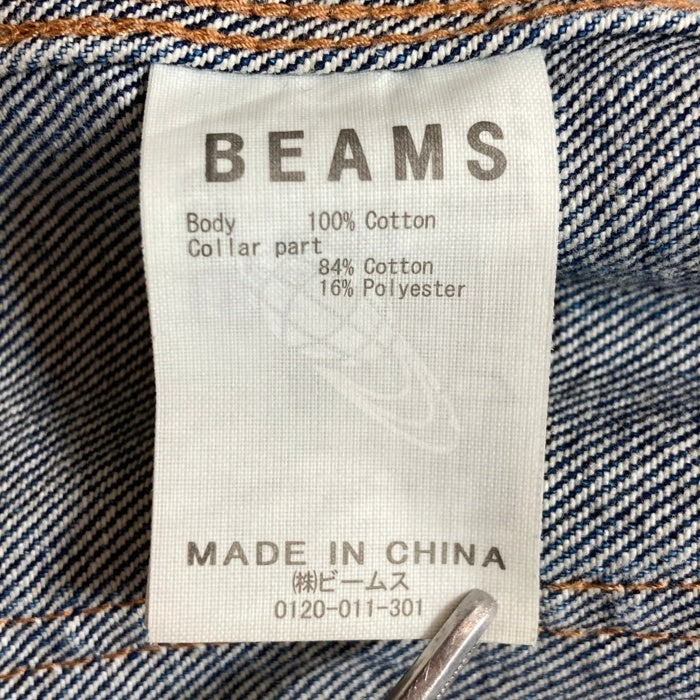 BEAMS
Body 100% Cotton
Collar part
84% Cotton
16% Polyester
MADE IN CHINA
㈱ビームス
0120-011-301